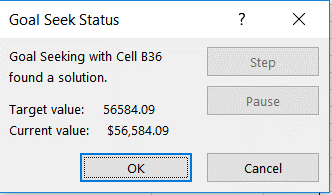 Goal Seek Status ? ×
Goal Seeking with Cell B36 Step
found a solution.
Pause
Target value: 56584.09
Current value: $56,584.09
OK Cancel